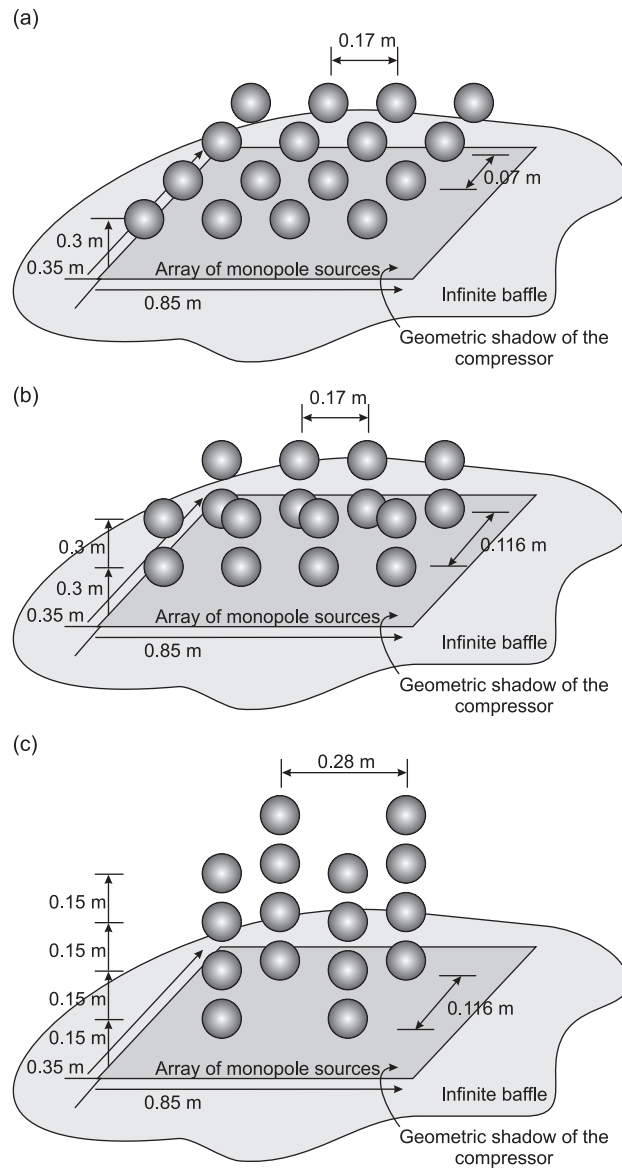 (a)
0.17 m
0.07 m
0.3 m
0.35 m
Array of monopole sources
0.85 m
Infinite baffle
Geometric shadow of the
compressor
(b)
0.17 m
0.3 m
0.116 m
0.3 m
0.35 m
Array of monopole sources
0.85 m
Infinite baffle
Geometric shadow of the
compressor
(c)
0.28 m
0.15 m
0.15 m
0.15 m
0.116 m
0.15 m
0.35 m
Array of monopole sources
0.85 m
Infinite baffle
Geometric shadow of the
compressor